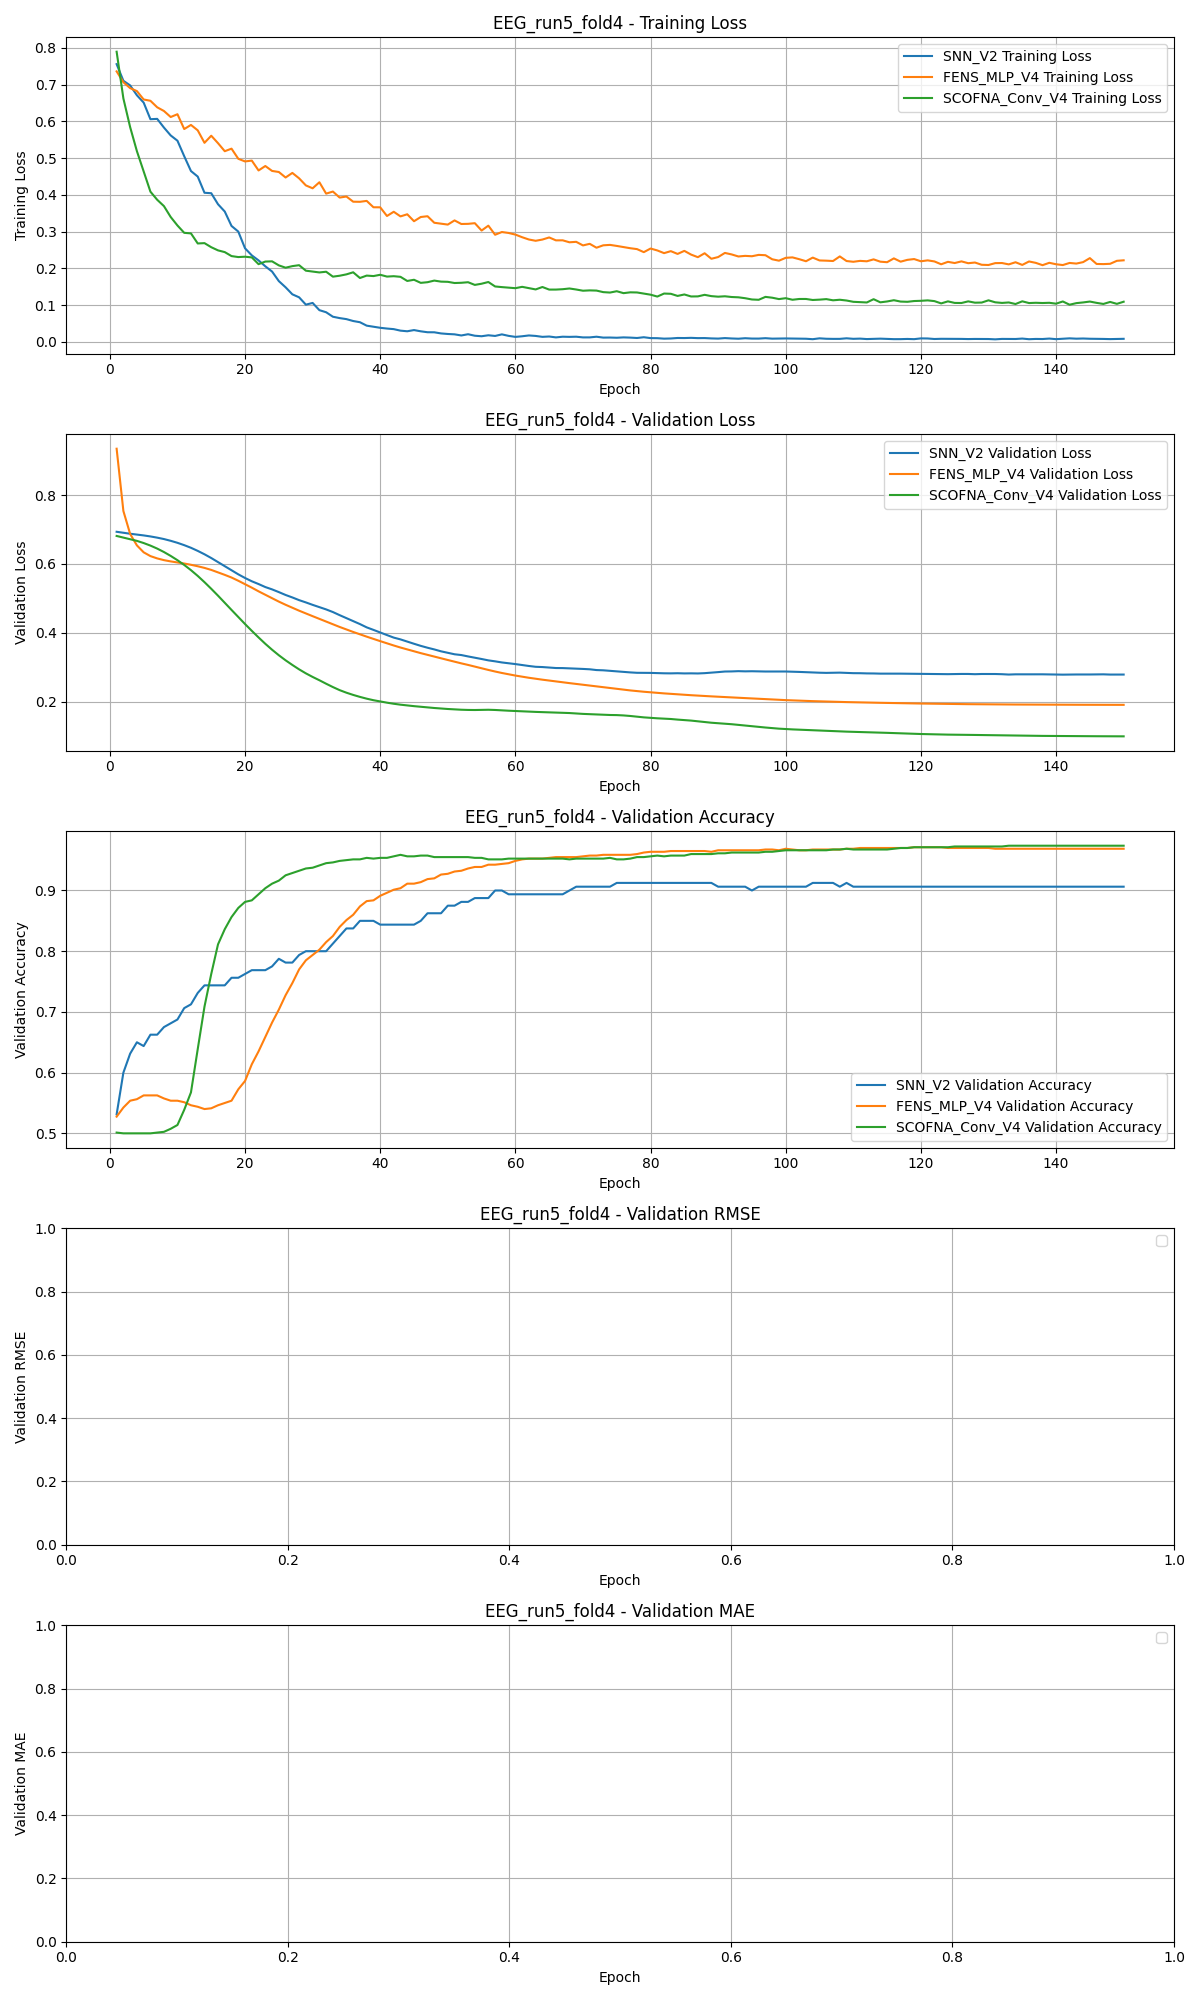 EEG_run5_fold4 - Training Loss
Training Loss
0.8
0.7
0.6
0.5
0.4
0.3
0.2
0.1
0.0
SNN_V2 Training Loss
FENS_MLP_V4 Training Loss
SCOFNA_Conv_V4 Training Loss
0 20 40 60 80 100 120 140
Epoch
EEG_run5_fold4 - Validation Loss
Validation Loss
0.8
0.6
0.4
0.2
SNN_V2 Validation Loss
FENS_MLP_V4 Validation Loss
SCOFNA_Conv_V4 Validation Loss
0 20 40 60 80 100 120 140
Epoch
EEG_run5_fold4 - Validation Accuracy
Validation Accuracy
0.9
0.8
0.7
0.6
0.5
SNN_V2 Validation Accuracy
FENS_MLP_V4 Validation Accuracy
SCOFNA_Conv_V4 Validation Accuracy
0 20 40 60 80 100 120 140
Epoch
EEG_run5_fold4 - Validation RMSE
Validation RMSE
1.0
0.8
0.6
0.4
0.2
0.0
0.0 0.2 0.4 0.6 0.8 1.0
Epoch
EEG_run5_fold4 - Validation MAE
Validation MAE
1.0
0.8
0.6
0.4
0.2
0.0
0.0 0.2 0.4 0.6 0.8 1.0
Epoch